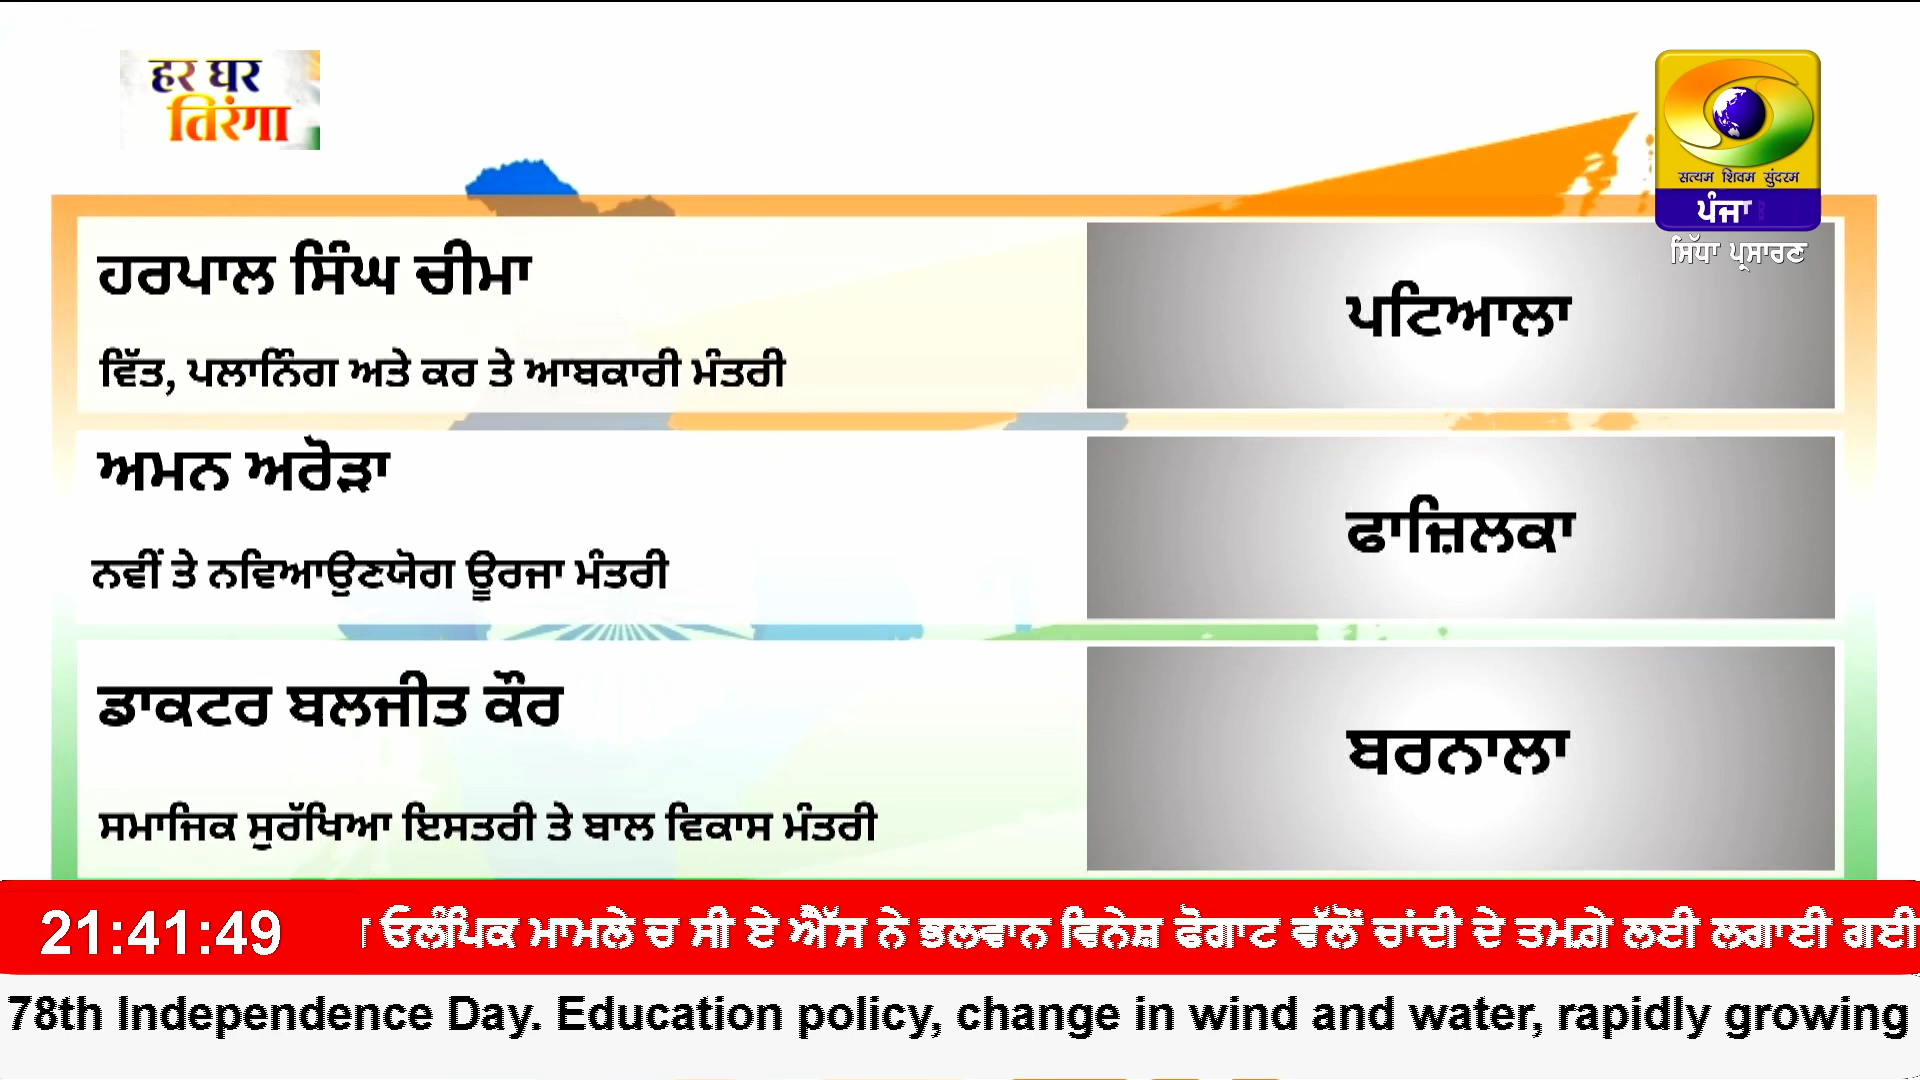 हर घर
तिरंगा
सत्यम शिवम सुंदरम
ਪੰਜਾ
ਸਿੱਧਾ ਪ੍ਰਸਾਰਣ
ਹਰਪਾਲ ਸਿੰਘ ਚੀਮਾ
ਵਿੱਤ, ਪਲਾਨਿੰਗ ਅਤੇ ਕਰ ਤੇ ਆਬਕਾਰੀ ਮੰਤਰੀ
ਪਟਿਆਲਾ
ਅਮਨ ਅਰੋੜਾ
ਨਵੀਂ ਤੇ ਨਵਿਆਉਣਯੋਗ ਊਰਜਾ ਮੰਤਰੀ
ਫਾਜ਼ਿਲਕਾ
ਡਾਕਟਰ ਬਲਜੀਤ ਕੌਰ
ਸਮਾਜਿਕ ਸੁਰੱਖਿਆ ਇਸਤਰੀ ਤੇ ਬਾਲ ਵਿਕਾਸ ਮੰਤਰੀ
ਬਰਨਾਲਾ
21:41:49
ਓਲੰਪਿਕ ਮਾਮਲੇ ਚ ਸੀ ਏ ਐੱਸ ਨੇ ਭਲਵਾਨ ਵਿਨੇਸ਼ ਫੋਗਾਟ ਵੱਲੋਂ ਚਾਂਦੀ ਦੇ ਤਮਗ਼ੇ ਲਈ ਲਗਾਈ ਗਈ
78th Independence Day. Education policy, change in wind and water, rapidly growing